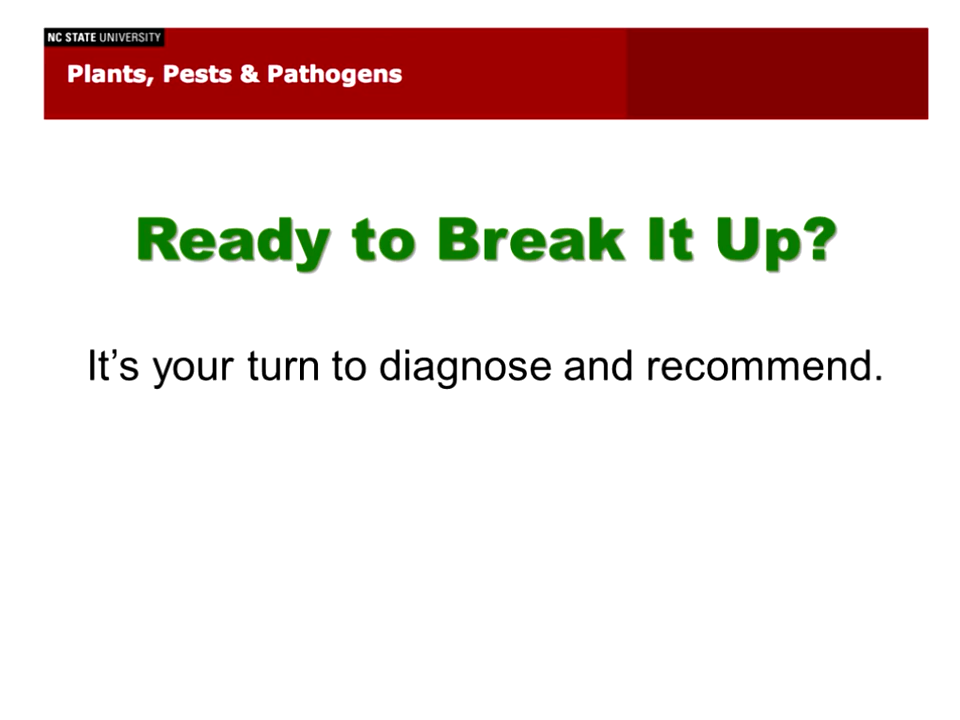 NC STATE UNIVERSITY
Plants, Pests & Pathogens
Ready to Break It Up?
It’s your turn to diagnose and recommend.